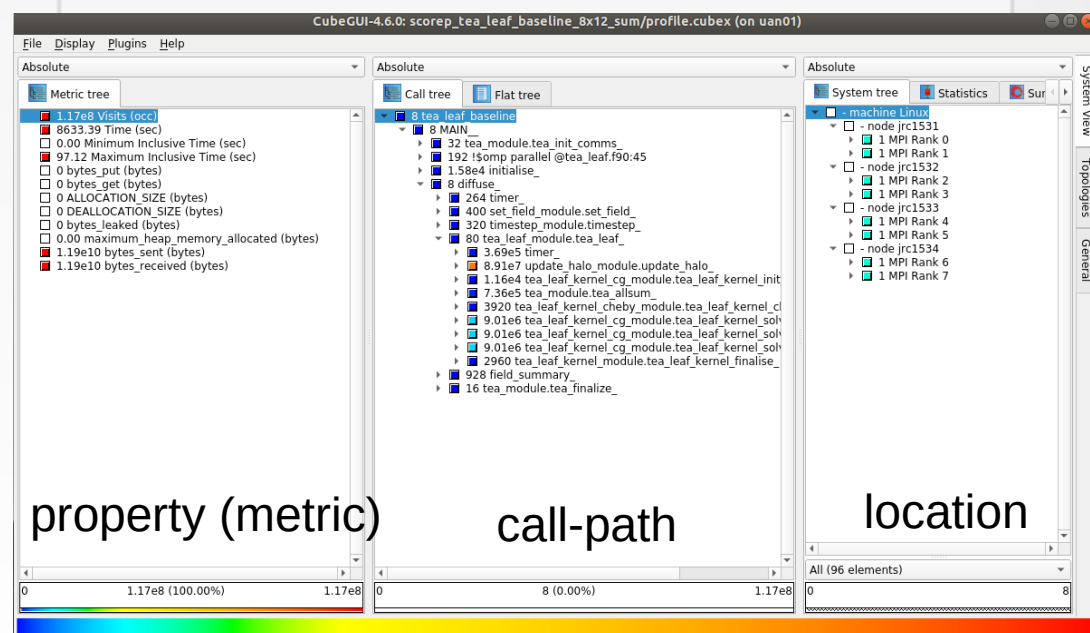 CubeGUI-4.6.0: scorep_tea_leaf_baseline_8x12_sum/profile.cubex (on uan01)
File Display Plugins Help
Absolute
Metric tree
1.17e8 Visits (occ)
8633.39 Time (sec)
0.00 Minimum Inclusive Time (sec)
97.12 Maximum Inclusive Time (sec)
0 bytes_put (bytes)
0 bytes_get (bytes)
0 ALLOCATION_SIZE (bytes)
0 DEALLOCATION_SIZE (bytes)
0 bytes_leaked (bytes)
0.00 maximum_heap_memory_allocated (bytes)
1.19e10 bytes_sent (bytes)
1.19e10 bytes_received (bytes)
property (metric)
0 1.17e8 (100.00%) 1.17e8
Absolute
Call tree Flat tree
8 tea_leaf_baseline
8 MAIN__
32 tea_module.tea_init_comms_
192 !$omp parallel @tea_leaf.f90:45
1.58e4 initialise_
8 diffuse_
264 timer_
400 set_field_module.set_field_
320 timestep_module.timestep_
80 tea_leaf_module.tea_leaf_
3.69e5 timer_
8.91e7 update_halo_module.update_halo_
1.16e4 tea_leaf_kernel_cg_module.tea_leaf_kernel_init
7.36e5 tea_module.tea_allsum_
3920 tea_leaf_kernel_cheby_module.tea_leaf_kernel_cl
9.01e6 tea_leaf_kernel_cg_module.tea_leaf_kernel_sol
9.01e6 tea_leaf_kernel_cg_module.tea_leaf_kernel_sol
9.01e6 tea_leaf_kernel_cg_module.tea_leaf_kernel_sol
2960 tea_leaf_kernel_module.tea_leaf_kernel_finalise_
928 field_summary_
16 tea_module.tea_finalize_
call-path
0 8 (0.00%) 1.17e8
Absolute
System tree Statistics Sur
- machine Linux
- node jrc1531
1 MPI Rank 0
1 MPI Rank 1
- node jrc1532
1 MPI Rank 2
1 MPI Rank 3
- node jrc1533
1 MPI Rank 4
1 MPI Rank 5
- node jrc1534
1 MPI Rank 6
1 MPI Rank 7
location
All (96 elements)
0 8
System View
Topologies
General